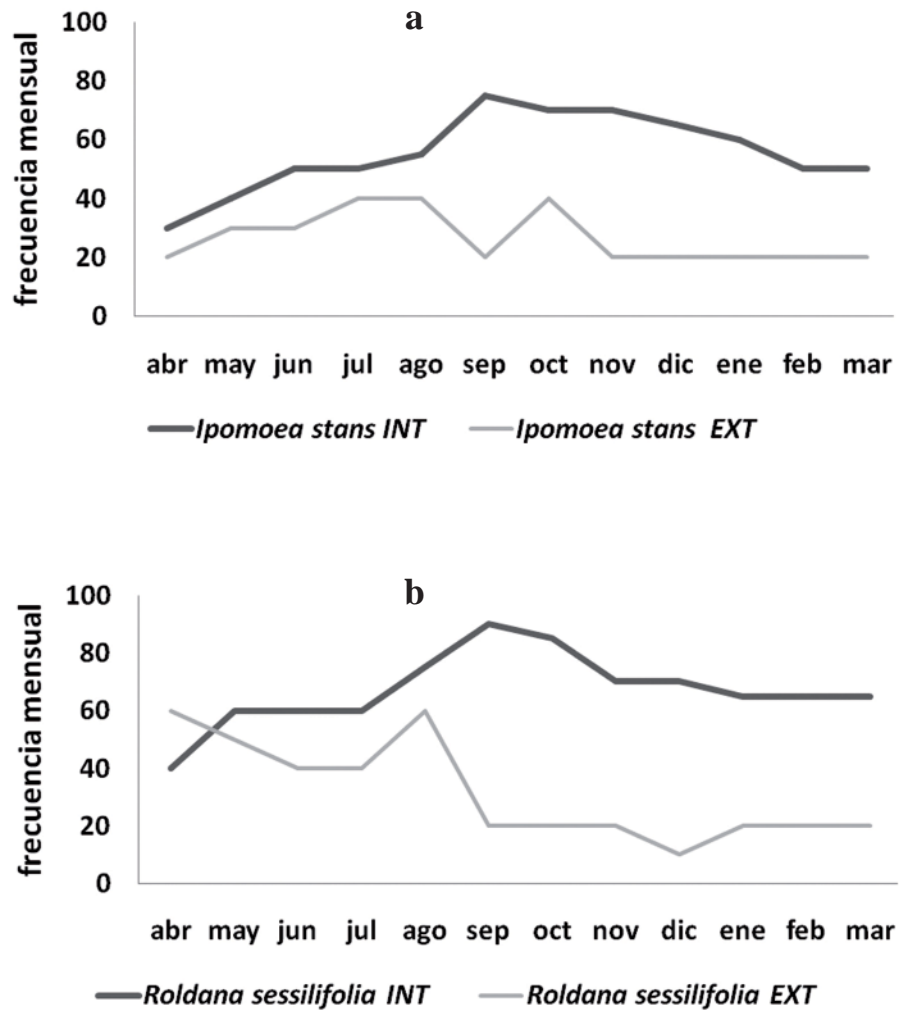 a
frecuencia mensual
100
80
60
40
20
0
abr may jun jul ago sep oct nov dic ene feb mar
Ipomoea stans INT Ipomoea stans EXT
b
frecuencia mensual
100
80
60
40
20
0
abr may jun jul ago sep oct nov dic ene feb mar
Roldana sessilifolia INT Roldana sessilifolia EXT